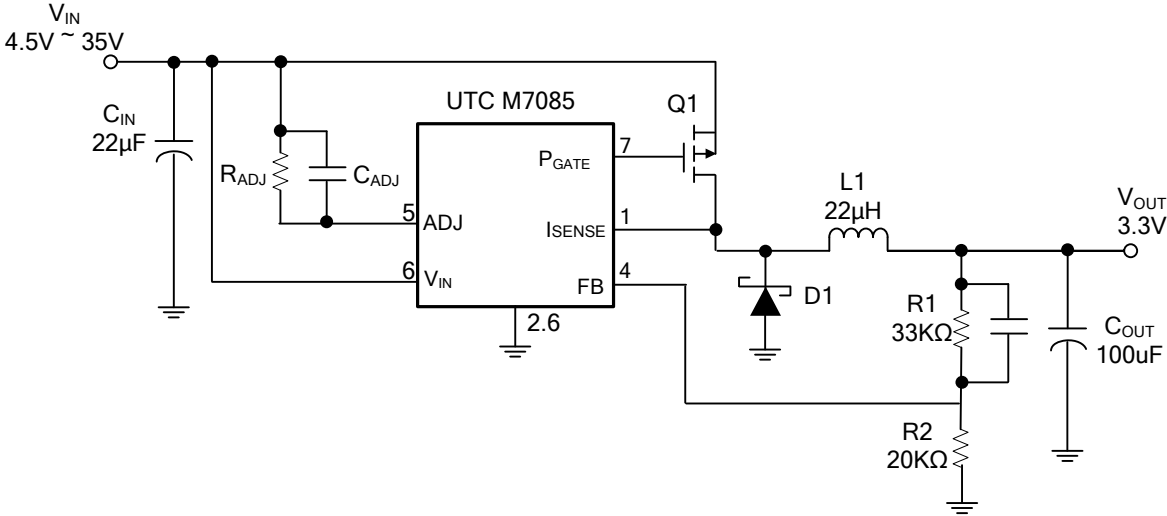 VIN
4.5V ~ 35V
CIN
22µF
RADJ
CADJ
UTC M7085
PGATE
7
Q1
5
ADJ
ISENSE
1
6
VIN
FB
4
2.6
D1
L1
22µH
VOUT
3.3V
R1
33KΩ
COUT
100uF
R2
20KΩ